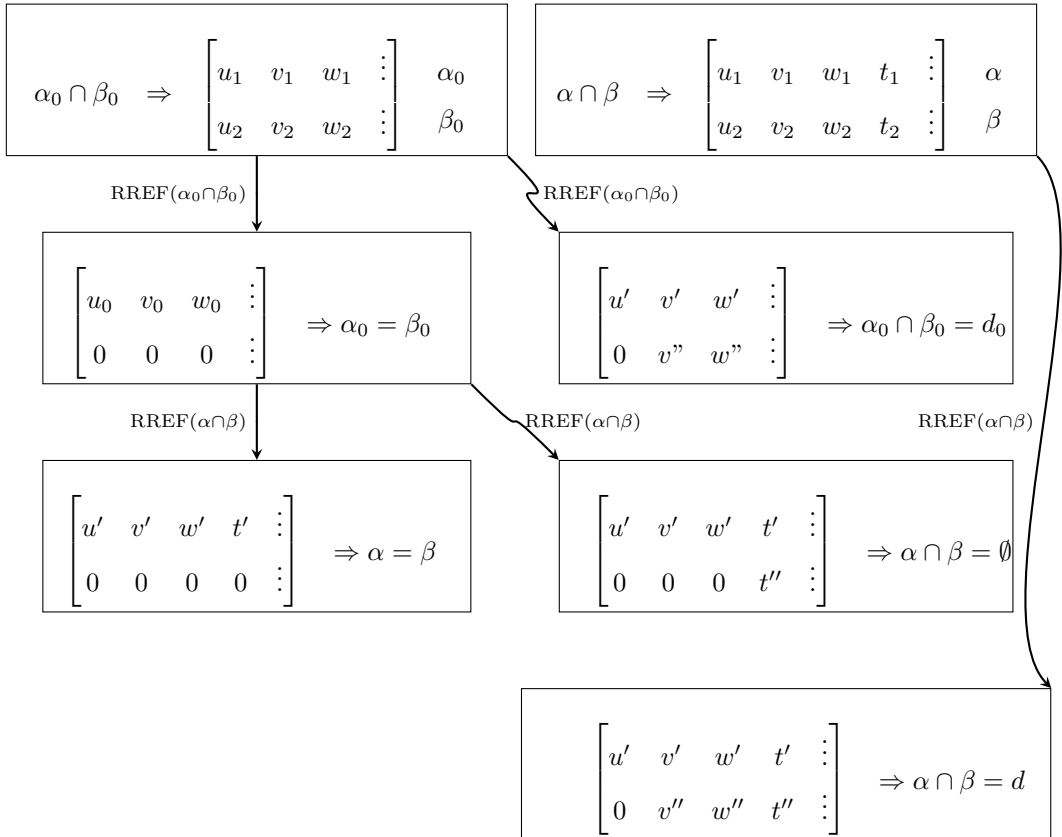 α₀ ∩ β₀ ⇒ [u₁ v₁ w₁ ⋮] α₀
[u₂ v₂ w₂ ⋮] β₀
α ∩ β ⇒ [u₁ v₁ w₁ t₁ ⋮] α
[u₂ v₂ w₂ t₂ ⋮] β
RREF(α₀∩β₀)
RREF(α₀∩β₀)
[u₀ v₀ w₀ ⋮]
[0 0 0 ⋮] ⇒ α₀ = β₀
[u′ v′ w′ ⋮]
[0 v” w” ⋮] ⇒ α₀ ∩ β₀ = d₀
RREF(α∩β)
RREF(α∩β)
RREF(α∩β)
[u′ v′ w′ t′ ⋮]
[0 0 0 0 ⋮] ⇒ α = β
[u′ v′ w′ t′ ⋮]
[0 0 0 t″ ⋮] ⇒ α ∩ β = ∅
[u′ v′ w′ t′ ⋮]
[0 v″ w″ t″ ⋮] ⇒ α ∩ β = d